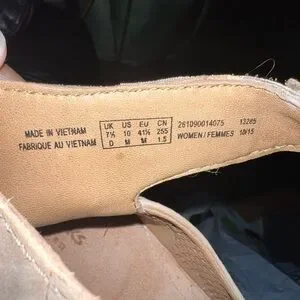 MADE IN VIETNAM
FABRIQUE AU VIETNAM
UK US EU CN
7½ 10 41½ 255
D M M 1.5
261090014075 13285
WOMEN / FEMMES 10/15